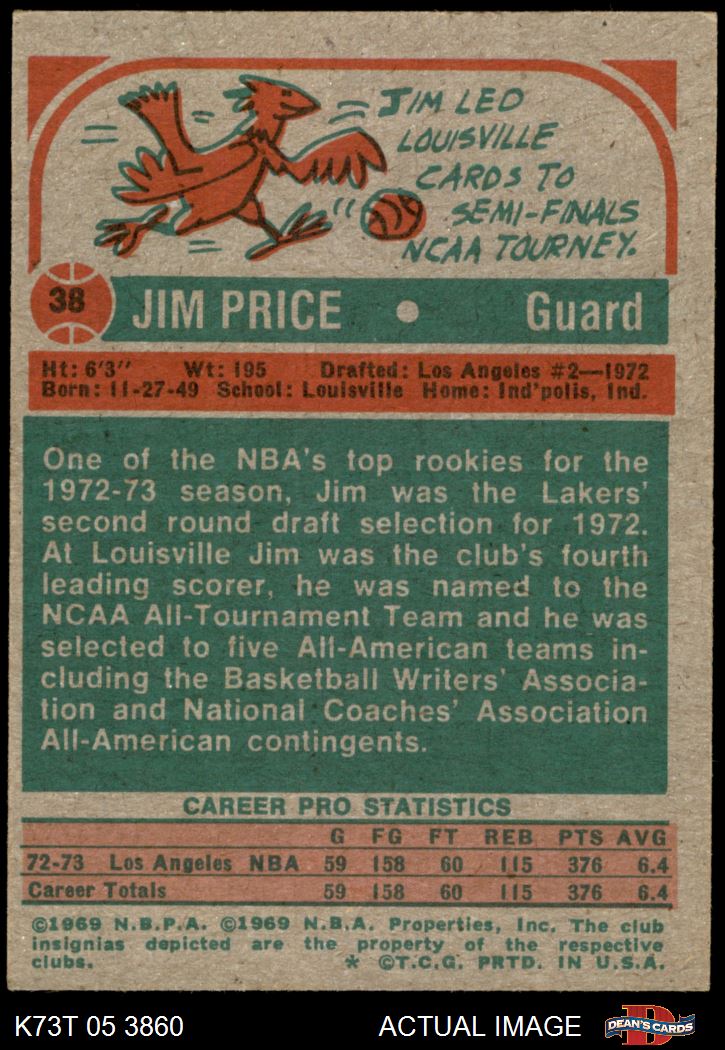 JIM LED
LOUISVILLE
CARDS TO
SEMI-FINALS
NCAA TOURNEY.
38 JIM PRICE • Guard
Ht: 6'3" Wt: 195 Drafted: Los Angeles #2—1972
Born: 11-27-49 School: Louisville Home: Ind'polis, Ind.
One of the NBA's top rookies for the
1972-73 season, Jim was the Lakers'
second round draft selection for 1972.
At Louisville Jim was the club's fourth
leading scorer, he was named to the
NCAA All-Tournament Team and he was
selected to five All-American teams in-
cluding the Basketball Writers' Associa-
tion and National Coaches' Association
All-American contingents.
CAREER PRO STATISTICS
G FG FT REB PTS AVG
72-73 Los Angeles NBA 59 158 60 115 376 6.4
Career Totals 59 158 60 115 376 6.4
©1969 N.B.P.A. ©1969 N.B.A. Properties, Inc. The club
insignias depicted are the property of the respective
clubs. * ©T.C.G. PRTD. IN U.S.A.
K73T 05 3860 ACTUAL IMAGE D DEAN'S CARDS